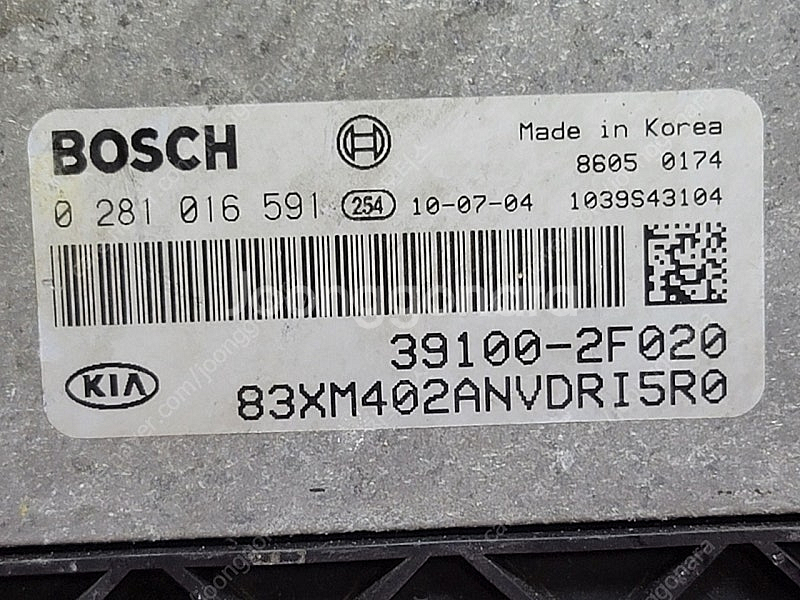 BOSCH
Made in Korea
8605 0174
0 281 016 591 254 10-07-04 1039S43104
Joonggonara
39100-2F020
KIA
83XM402ANVDRI5R0